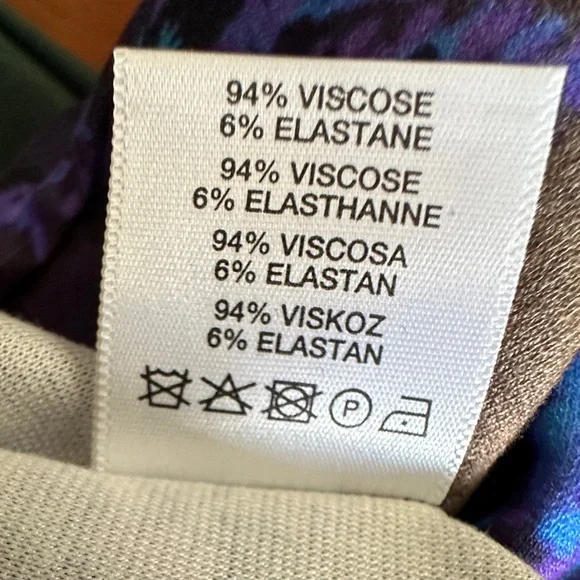 94% VISCOSE
6% ELASTANE
94% VISCOSE
6% ELASTHANNE
94% VISCOSA
6% ELASTAN
94% VISKOZ
6% ELASTAN
P